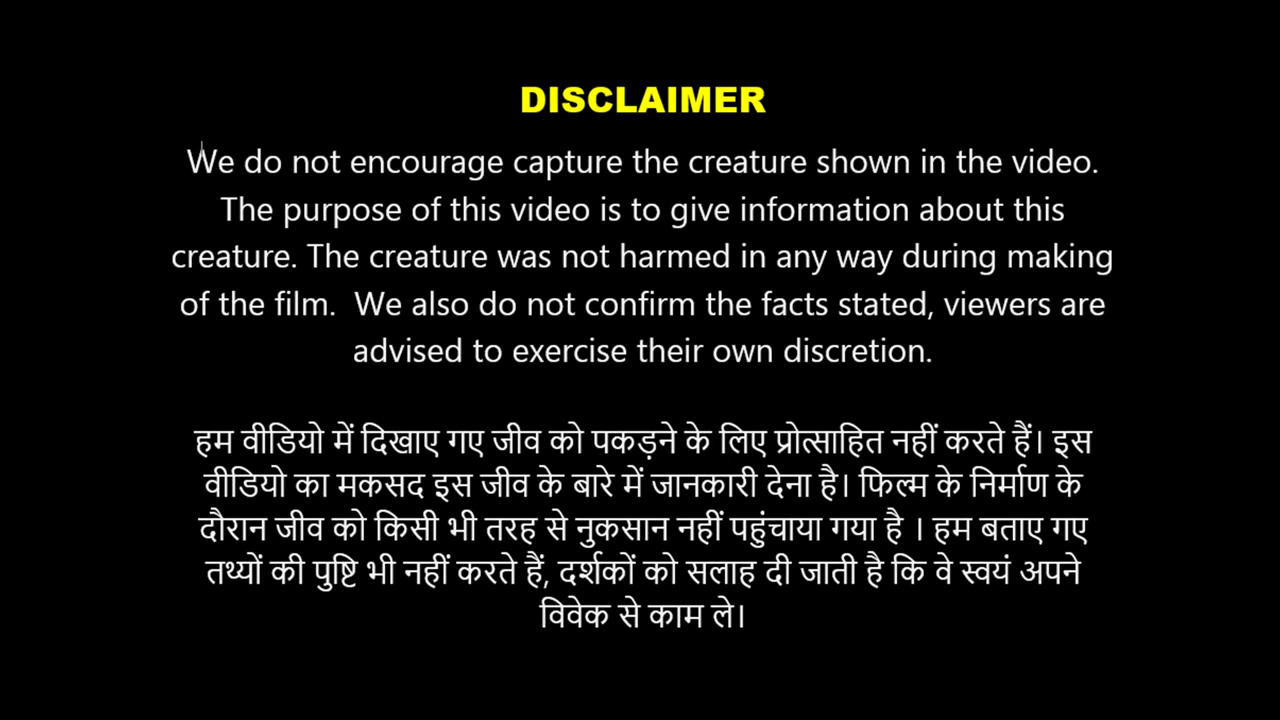 DISCLAIMER
We do not encourage capture the creature shown in the video.
The purpose of this video is to give information about this
creature. The creature was not harmed in any way during making
of the film.  We also do not confirm the facts stated, viewers are
advised to exercise their own discretion.
हम वीडियो में दिखाए गए जीव को पकड़ने के लिए प्रोत्साहित नहीं करते हैं। इस
वीडियो का मकसद इस जीव के बारे में जानकारी देना है। फिल्म के निर्माण के
दौरान जीव को किसी भी तरह से नुकसान नहीं पहुंचाया गया है । हम बताए गए
तथ्यों की पुष्टि भी नहीं करते हैं, दर्शकों को सलाह दी जाती है कि वे स्वयं अपने
विवेक से काम ले।